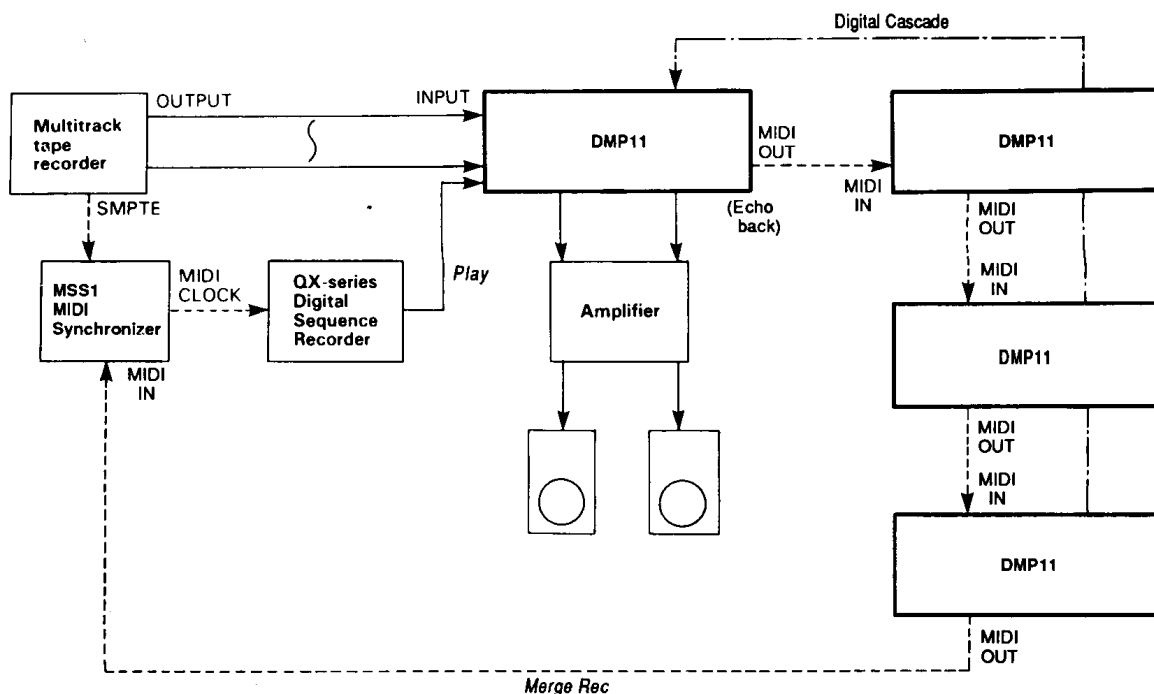 Digital Cascade
OUTPUT
INPUT
Multitrack
tape
recorder
DMP11
MIDI
OUT
DMP11
MIDI
IN
(Echo
back)
SMPTE
MIDI
OUT
MSS1
MIDI
Synchronizer
MIDI
CLOCK
QX-series
Digital
Sequence
Recorder
Play
Amplifier
MIDI
IN
MIDI
IN
DMP11
MIDI
OUT
MIDI
IN
DMP11
MIDI
OUT
Merge Rec